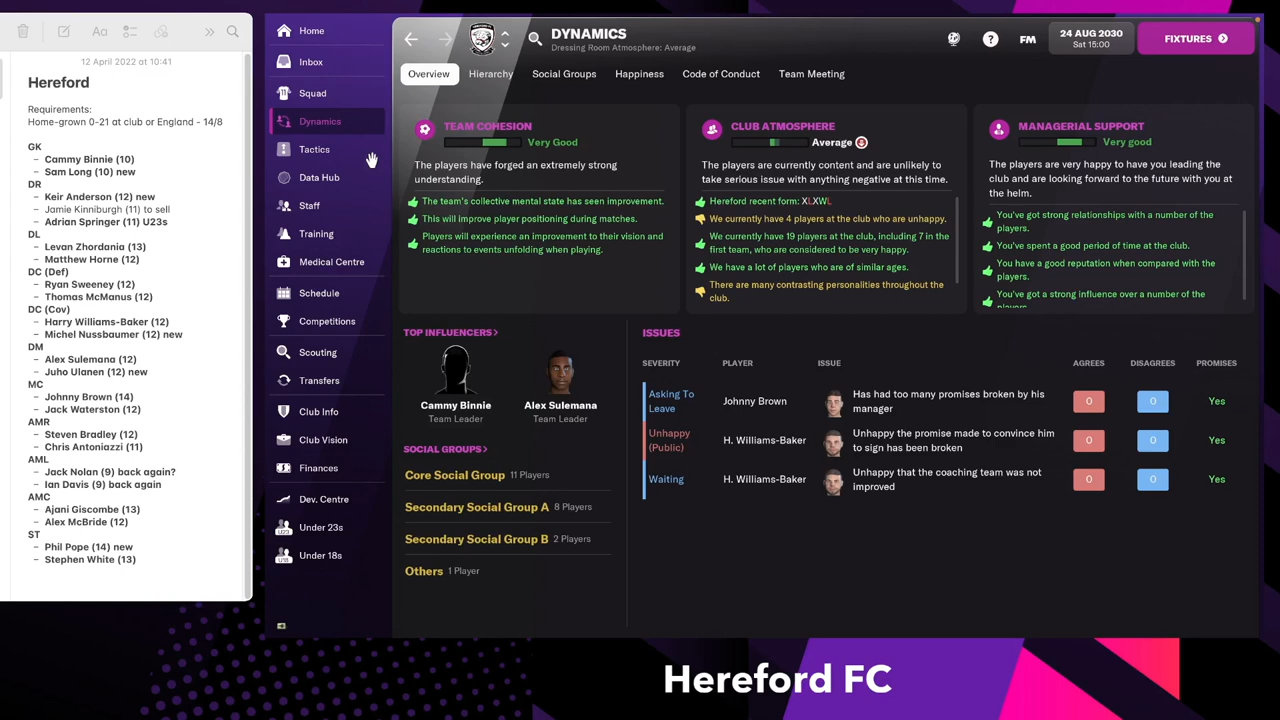 12 April 2022 at 10:41
Hereford
Requirements:
Home-grown 0-21 at club or England - 14/8
GK
– Cammy Binnie (10)
– Sam Long (10) new
DR
– Keir Anderson (12) new
– Jamie Kinniburgh (11) to sell
– Adrian Springer (11) U23s
DL
– Levan Zhordania (13)
– Matthew Horne (12)
DC (Def)
– Ryan Sweeney (12)
– Thomas McManus (12)
DC (Cov)
– Harry Williams-Baker (12)
– Michel Nussbaumer (12) new
DM
– Alex Sulemana (12)
– Juho Ulanen (12) new
MC
– Johnny Brown (14)
– Jack Waterston (12)
AMR
– Steven Bradley (12)
– Chris Antoniazzi (11)
AML
– Jack Nolan (9) back again?
– Ian Davis (9) back again
AMC
– Ajani Giscombe (13)
– Alex McBride (12)
ST
– Phil Pope (14) new
– Stephen White (13)
Home
Inbox
Squad
Dynamics
Tactics
Data Hub
Staff
Training
Medical Centre
Schedule
Competitions
Scouting
Transfers
Club Info
Club Vision
Finances
Dev. Centre
Under 23s
Under 18s
DYNAMICS
Dressing Room Atmosphere: Average
FM
24 AUG 2030
Sat 15:00
FIXTURES
Overview
Hierarchy
Social Groups
Happiness
Code of Conduct
Team Meeting
TEAM COHESION
Very Good
The players have forged an extremely strong
understanding.
The team's collective mental state has seen improvement.
This will improve player positioning during matches.
Players will experience an improvement to their vision and
reactions to events unfolding when playing.
CLUB ATMOSPHERE
Average
The players are currently content and are unlikely to
take serious issue with anything negative at this time.
Hereford recent form: XLXWL
We currently have 4 players at the club who are unhappy.
We currently have 19 players at the club, including 7 in the
first team, who are considered to be very happy.
We have a lot of players who are of similar ages.
There are many contrasting personalities throughout the
club.
MANAGERIAL SUPPORT
Very good
The players are very happy to have you leading the
club and are looking forward to the future with you at
the helm.
You've got strong relationships with a number of the
players.
You've spent a good period of time at the club.
You have a good reputation when compared with the
players.
You've got a strong influence over a number of the
players.
TOP INFLUENCERS >
Cammy Binnie
Team Leader
Alex Sulemana
Team Leader
SOCIAL GROUPS >
Core Social Group 11 Players
Secondary Social Group A 8 Players
Secondary Social Group B 2 Players
Others 1 Player
ISSUES
SEVERITY PLAYER ISSUE AGREES DISAGREES PROMISES
Asking To
Leave
Johnny Brown
Has had too many promises broken by his
manager
0 0 Yes
Unhappy
(Public)
H. Williams-Baker
Unhappy the promise made to convince him
to sign has been broken
0 0 Yes
Waiting
H. Williams-Baker
Unhappy that the coaching team was not
improved
0 0 Yes
Hereford FC